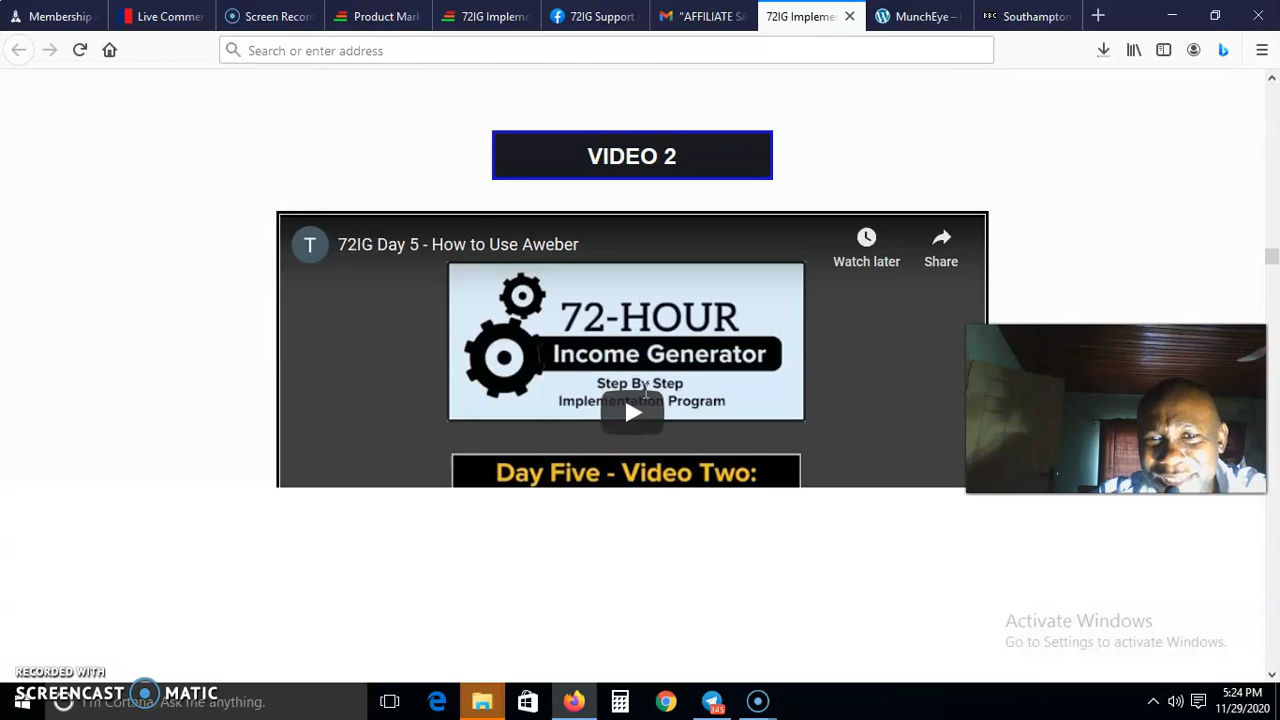 Membership
Live Commer
Screen Recor
Product Mark
72IG Impleme
72IG Support
"AFFILIATE SA
72IG Impleme
MunchEye –
BBC Southampton
Search or enter address
VIDEO 2
T 72IG Day 5 - How to Use Aweber
Watch later
Share
72-HOUR
Income Generator
Step By Step
Implementation Program
Day Five - Video Two:
Activate Windows
Go to Settings to activate Windows.
RECORDED WITH
SCREENCAST MATIC
I'm Cortana. Ask me anything.
5:24 PM
11/29/2020